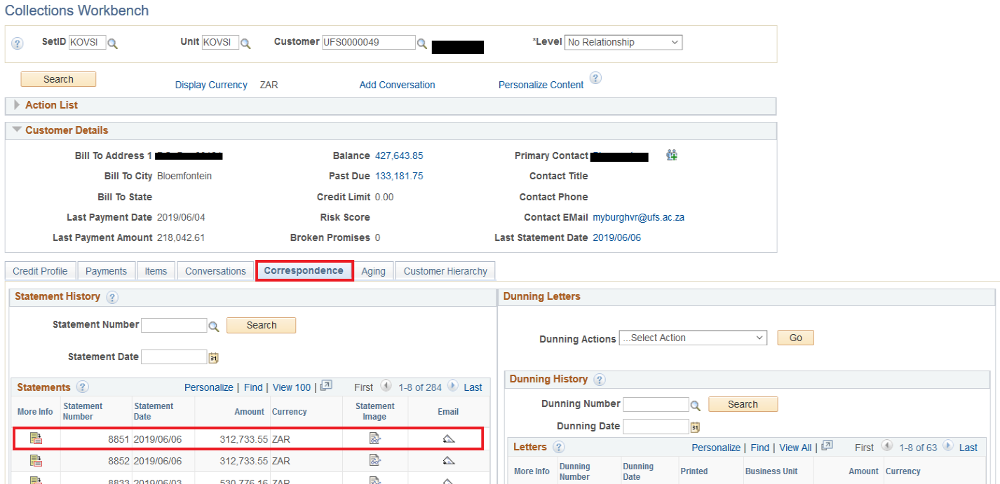 Collections Workbench
SetID KOVSI Unit KOVSI Customer UFS0000049 *Level No Relationship
Search Display Currency ZAR Add Conversation Personalize Content
Action List
Customer Details
Bill To Address 1 Balance 427,643.85 Primary Contact
Bill To City Bloemfontein Past Due 133,181.75 Contact Title
Bill To State Credit Limit 0.00 Contact Phone
Last Payment Date 2019/06/04 Risk Score Contact EMail myburghvr@ufs.ac.za
Last Payment Amount 218,042.61 Broken Promises 0 Last Statement Date 2019/06/06
Credit Profile Payments Items Conversations Correspondence Aging Customer Hierarchy
Statement History
Statement Number Search
Statement Date
Statements Personalize | Find | View 100 | First 1-8 of 284 Last
More Info Statement Number Statement Date Amount Currency Statement Image Email
8851 2019/06/06 312,733.55 ZAR
8852 2019/06/06 312,733.55 ZAR
8833 2019/06/03 530,776.16 ZAR
Dunning Letters
Dunning Actions ...Select Action Go
Dunning History
Dunning Number Search
Dunning Date
Letters Personalize | Find | View All | First 1-8 of 63 Last
More Info Dunning Number Dunning Date Printed Business Unit Amount Currency